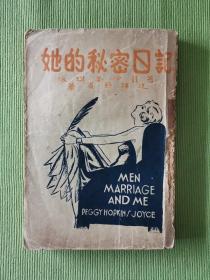 她的秘密日記
MEN
MARRIAGE
AND ME
PEGGY HOPKINS JOYCE